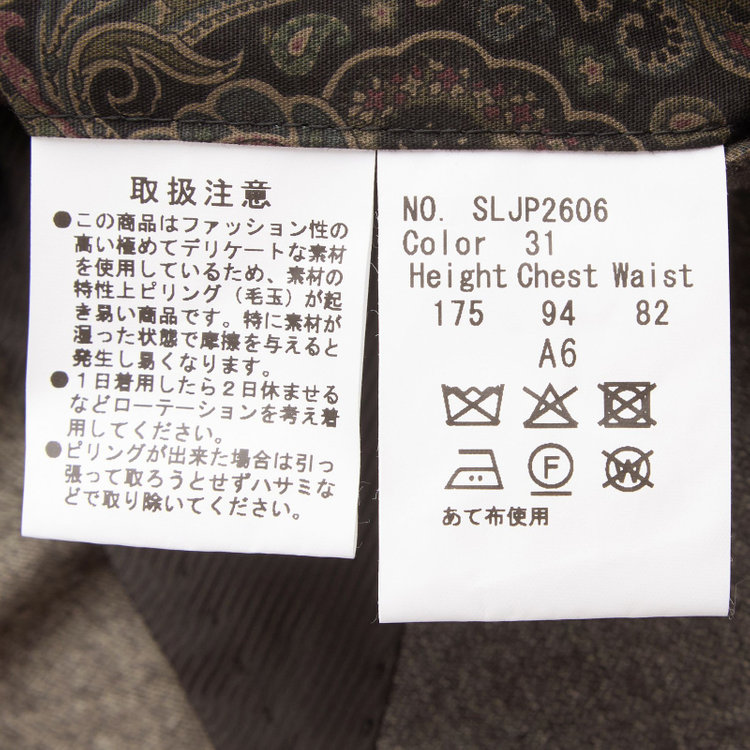 取扱注意
●この商品はファッション性の
高い極めてデリケートな素材
を使用しているため、素材の
特性上ピリング（毛玉）が起
き易い商品です。特に素材が
湿った状態で摩擦を与えると
発生し易くなります。
●１日着用したら２日休ませる
などローテーションを考え着
用してください。
●ピリングが出来た場合は引っ
張って取ろうとせずハサミな
どで取り除いてください。
NO. SLJP2606
Color 31
Height Chest Waist
175 94 82
A6
F W
あて布使用